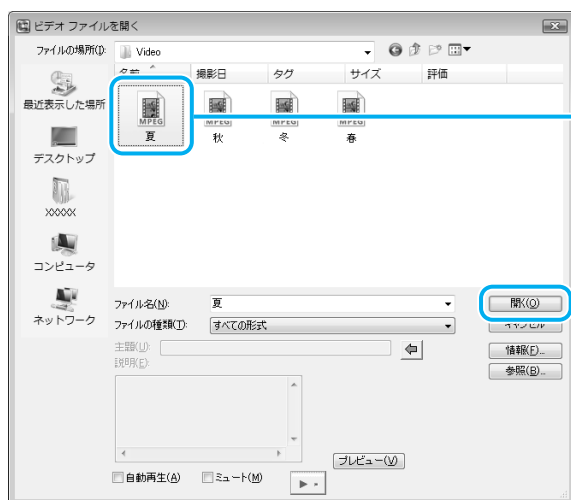 ビデオ ファイルを開く
ファイルの場所(I):
Video
名前
撮影日
タグ
サイズ
評価
最近表示した場所
デスクトップ
XXXXX
コンピュータ
ネットワーク
MPEG
夏
MPEG
秋
MPEG
冬
MPEG
春
ファイル名(N):
夏
開く(O)
ファイルの種類(T):
すべての形式
キャンセル
主題(U):
情報(F)...
説明(E):
参照(B)...
プレビュー(V)
自動再生(A)
ミュート(M)